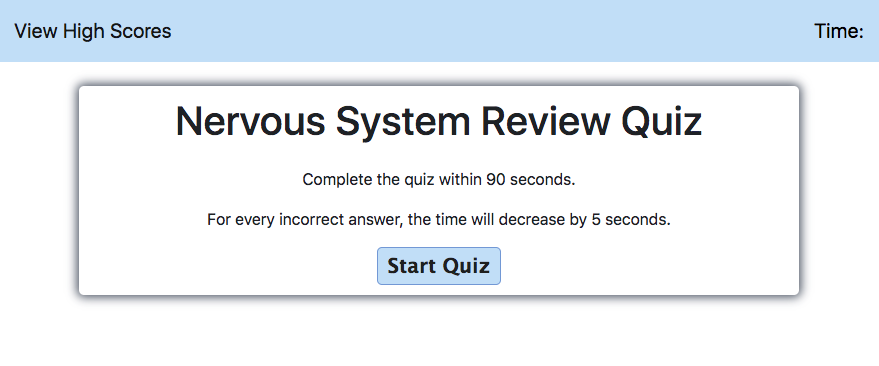 View High Scores
Time:
Nervous System Review Quiz
Complete the quiz within 90 seconds.
For every incorrect answer, the time will decrease by 5 seconds.
Start Quiz